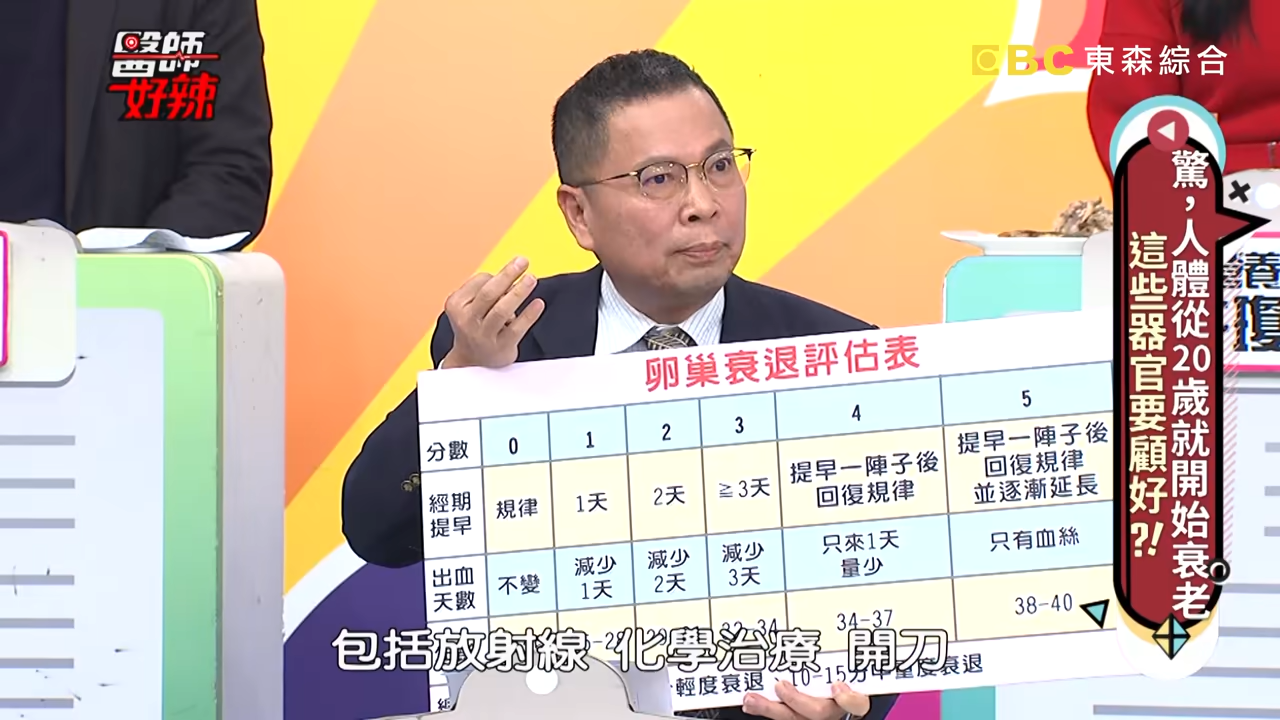 醫師
好辣
EBC 東森綜合
驚，人體從20歲就開始衰老
這些器官要顧好?!
卵巢衰退評估表
分數 0 1 2 3 4 5
經期提早 規律 1天 2天 ≧3天 提早一陣子後回復規律 提早一陣子後回復規律並逐漸延長
出血天數 不變 減少1天 減少2天 減少3天 只來1天量少 只有血絲
34-37 38-40
輕度衰退、10-15分中重度衰退
包括放射線 化學治療 開刀